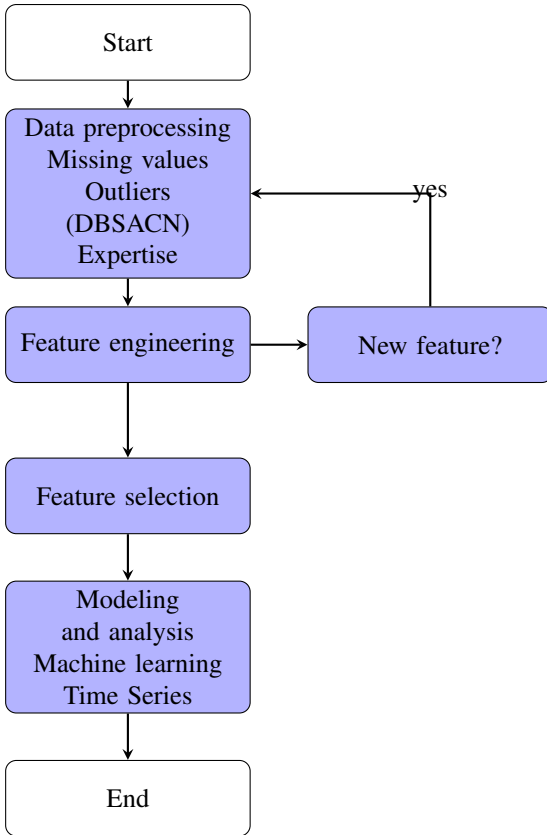 Start
Data preprocessing
Missing values
Outliers
(DBSACN)
Expertise
yes
Feature engineering
New feature?
Feature selection
Modeling
and analysis
Machine learning
Time Series
End